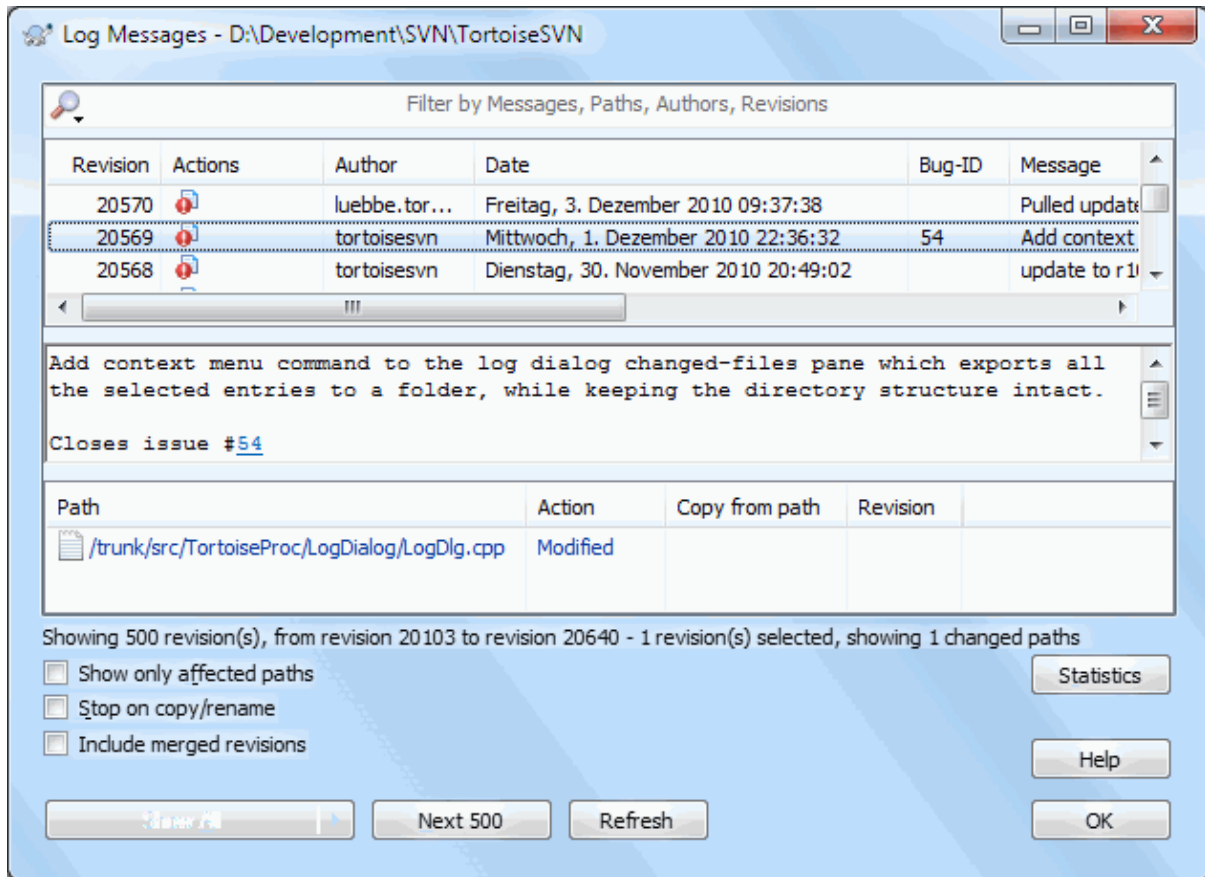 Log Messages - D:\Development\SVN\TortoiseSVN
Filter by Messages, Paths, Authors, Revisions
Revision Actions Author Date Bug-ID Message
20570 luebbe.tor... Freitag, 3. Dezember 2010 09:37:38 Pulled update
20569 tortoisesvn Mittwoch, 1. Dezember 2010 22:36:32 54 Add context
20568 tortoisesvn Dienstag, 30. November 2010 20:49:02 update to
Add context menu command to the log dialog changed-files pane which exports all
the selected entries to a folder, while keeping the directory structure intact.
Closes issue #54
Path Action Copy from path Revision
/trunk/src/TortoiseProc/LogDialog/LogDlg.cpp Modified
Showing 500 revision(s), from revision 20103 to revision 20640 - 1 revision(s) selected, showing 1 changed paths
Show only affected paths
Statistics
Stop on copy/rename
Include merged revisions
Help
Next 500 Refresh OK